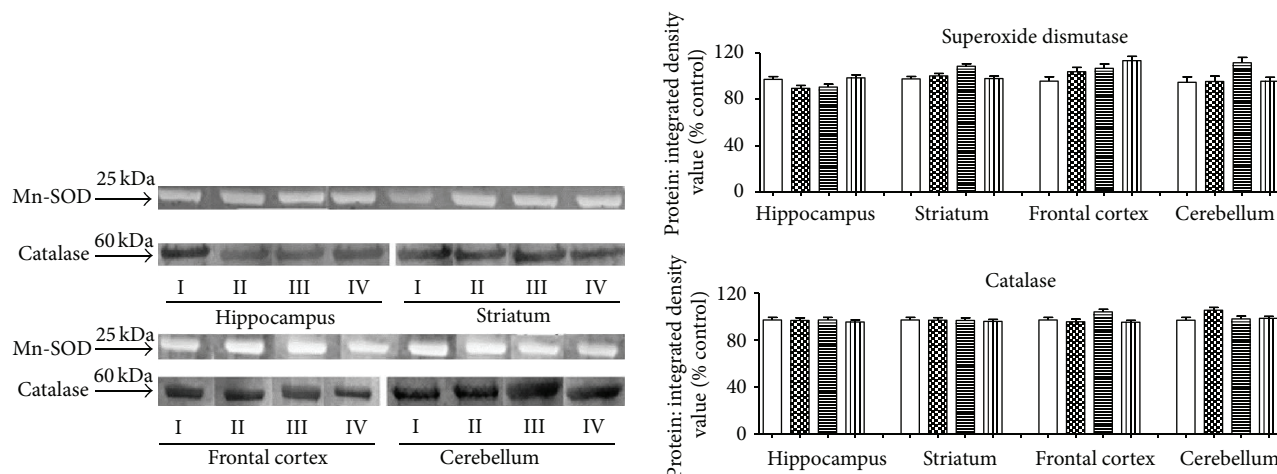 25 kDa
Mn-SOD
60 kDa
Catalase
I II III IV I II III IV
Hippocampus Striatum
25 kDa
Mn-SOD
60 kDa
Catalase
I II III IV I II III IV
Frontal cortex Cerebellum
Superoxide dismutase
Protein: integrated density
value (% control)
120
80
40
0
Hippocampus Striatum Frontal cortex Cerebellum
Catalase
Protein: integrated density
value (% control)
120
80
40
0
Hippocampus Striatum Frontal cortex Cerebellum